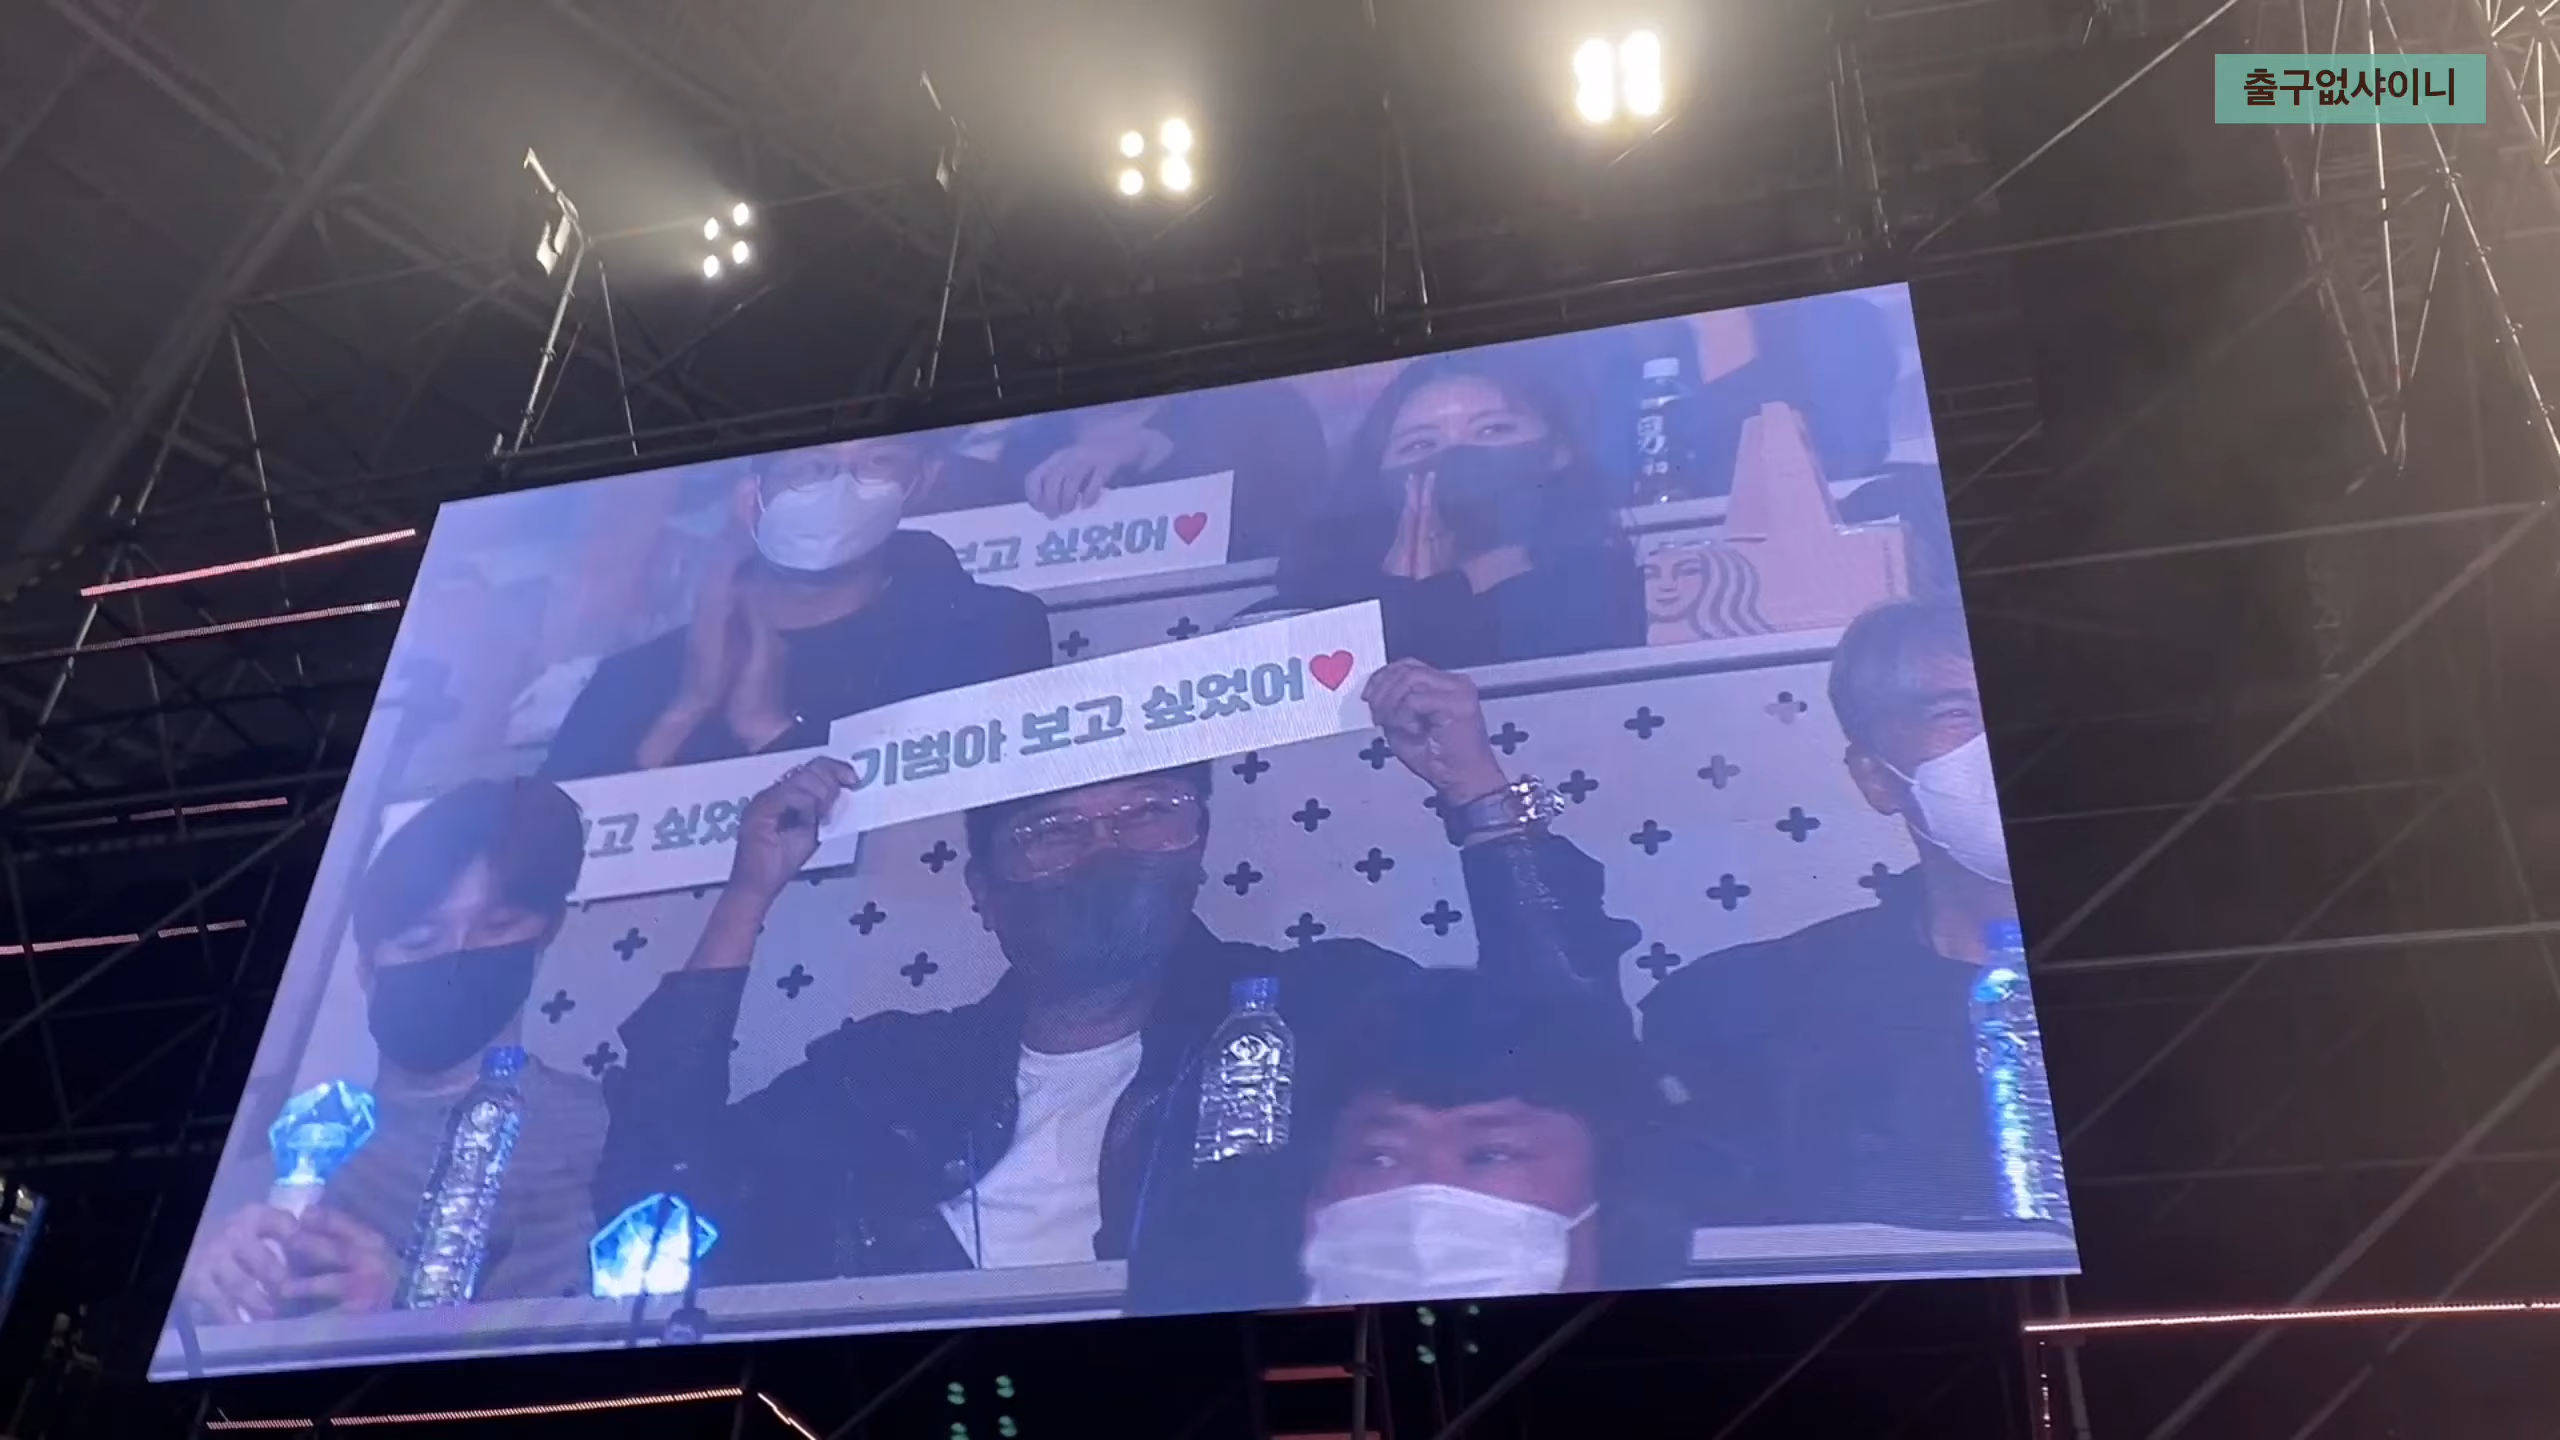 출구없샤이니
보고 싶었어♥
男
기범아 보고 싶었어♥
고 싶었